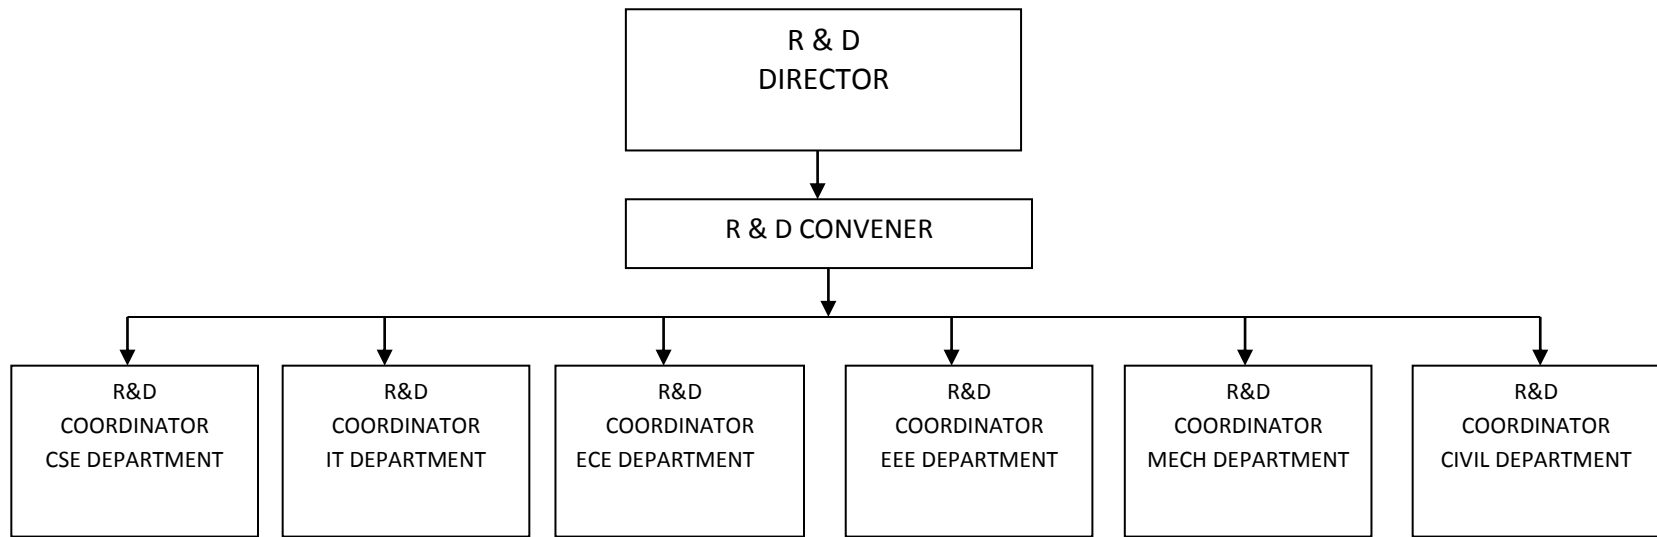 R & D
DIRECTOR
R & D CONVENER
R&D
COORDINATOR
CSE DEPARTMENT
R&D
COORDINATOR
IT DEPARTMENT
R&D
COORDINATOR
ECE DEPARTMENT
R&D
COORDINATOR
EEE DEPARTMENT
R&D
COORDINATOR
MECH DEPARTMENT
R&D
COORDINATOR
CIVIL DEPARTMENT